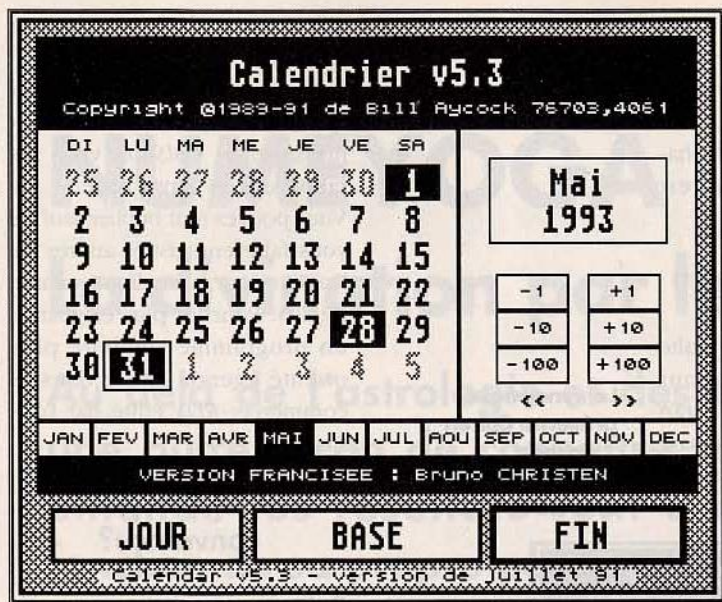 Calendrier v5.3
Copyright @1989-91 de Bill Aycock 76703,4061
DI LU MA ME JE VE SA
25 26 27 28 29 30 1
2 3 4 5 6 7 8
9 10 11 12 13 14 15
16 17 18 19 20 21 22
23 24 25 26 27 28 29
30 31 1 2 3 4 5
Mai
1993
-1 +1
-10 +10
-100 +100
<< >>
JAN FEV MAR AVR MAI JUN JUL AOU SEP OCT NOV DEC
VERSION FRANCISEE : Bruno CHRISTEN
JOUR BASE FIN
Calendar v5.3 - Version de Juillet 91